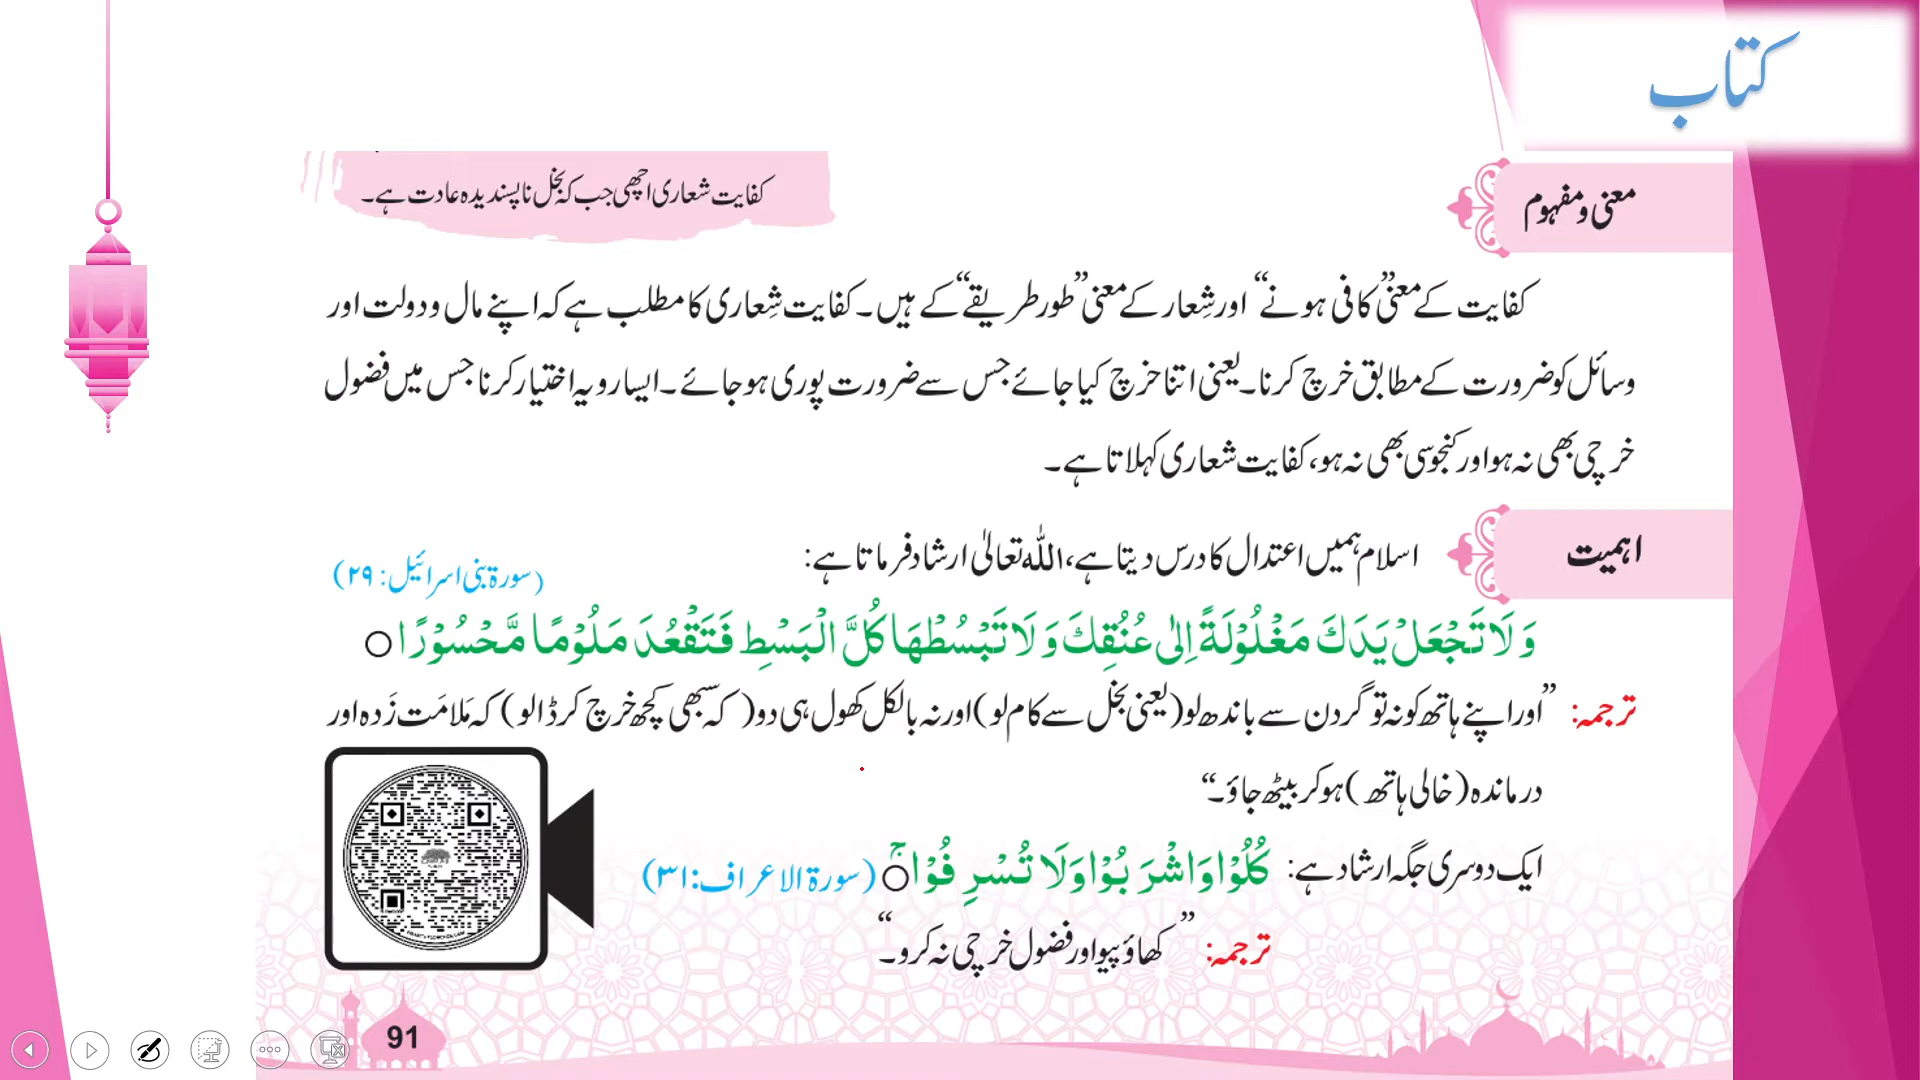 کتاب
کفایت شعاری اچھی جب کہ بخل ناپسندیدہ عادت ہے۔
معنی و مفہوم
کفایت کے معنی ”کافی ہونے“ اور شِعار کے معنی ”طور طریقے“ کے ہیں۔ کفایت شِعاری کا مطلب ہے کہ اپنے مال و دولت اور
وسائل کو ضرورت کے مطابق خرچ کرنا۔ یعنی اتنا خرچ کیا جائے جس سے ضرورت پوری ہو جائے۔ ایسا رویہ اختیار کرنا جس میں فضول
خرچی بھی نہ ہو اور کنجوسی بھی نہ ہو، کفایت شعاری کہلاتا ہے۔
اہمیت
اسلام ہمیں اعتدال کا درس دیتا ہے، اللہ تعالیٰ ارشاد فرماتا ہے:
(سورۃ بنی اسرائیل: ۲۹)
وَلَا تَجْعَلْ يَدَكَ مَغْلُوْلَةً اِلٰى عُنُقِكَ وَلَا تَبْسُطْهَا كُلَّ الْبَسْطِ فَتَقْعُدَ مَلُوْمًا مَّحْسُوْرًا ○
ترجمہ: ”اور اپنے ہاتھ کو نہ تو گردن سے باندھ لو (یعنی بخل سے کام لو) اور نہ بالکل کھول ہی دو (کہ سبھی کچھ خرچ کر ڈالو) کہ مَلامَت زَدہ اور
درماندہ (خالی ہاتھ) ہو کر بیٹھ جاؤ۔“
ایک دوسری جگہ ارشاد ہے: كُلُوْا وَاشْرَبُوْا وَلَا تُسْرِفُوْا ○ۚ (سورۃ الاعراف: ۳۱)
ترجمہ: ”کھاؤ پیو اور فضول خرچی نہ کرو۔“
91